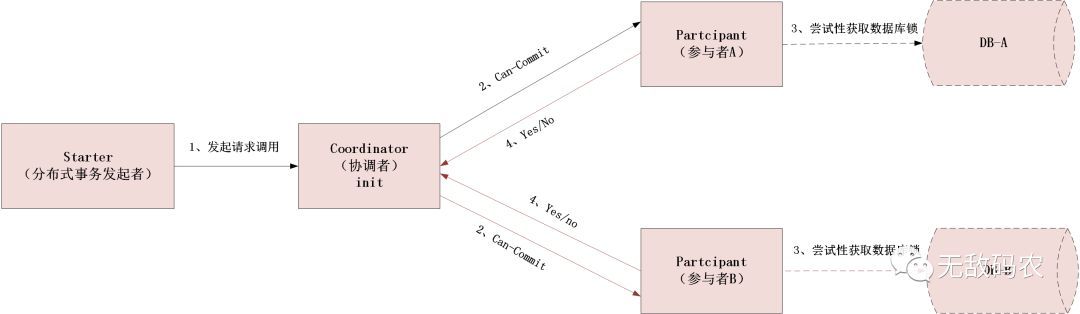 Partcipant
（参与者A）
3、尝试性获取数据库锁
DB-A
2、Can-Commit
4、Yes/No
Starter
（分布式事务发起者）
1、发起请求调用
Coordinator
（协调者）
init
4、Yes/no
2、Can-Commit
Partcipant
（参与者B）
3、尝试性获取数据库锁
无敌码农